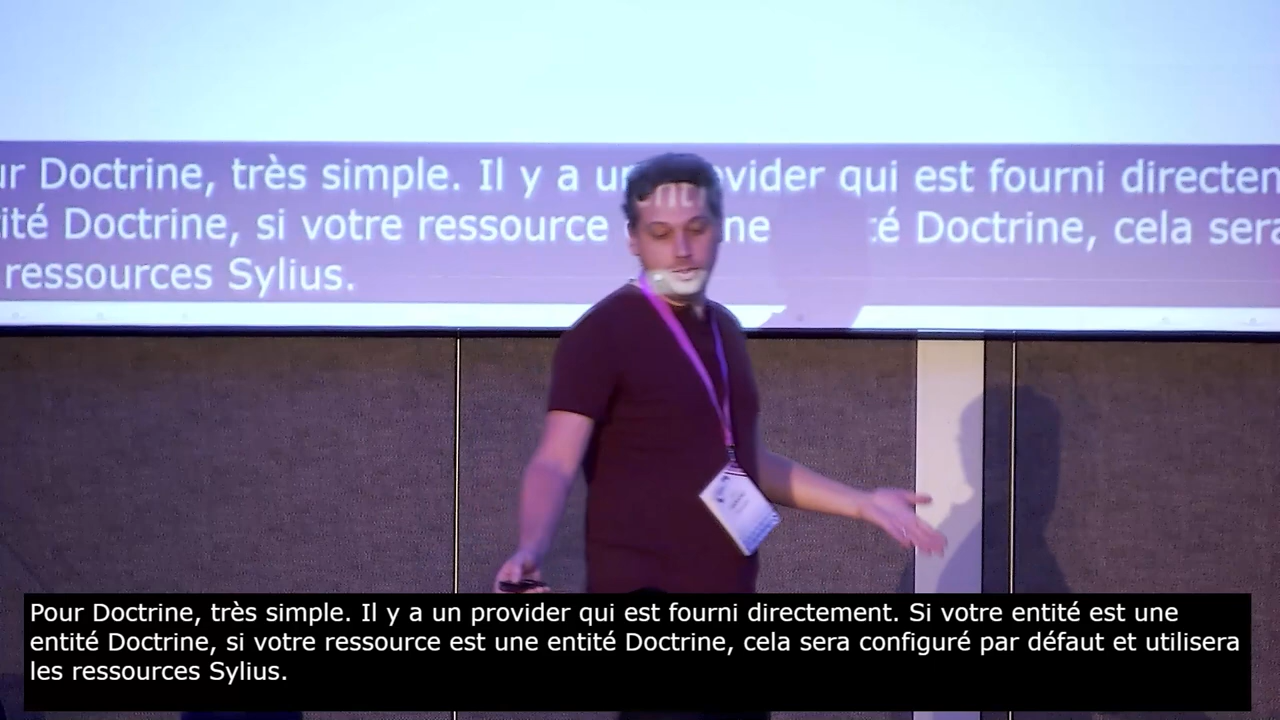 ur Doctrine, très simple. Il y a un provider qui est fourni directem
ité Doctrine, si votre ressource une té Doctrine, cela sera
ressources Sylius.
Pour Doctrine, très simple. Il y a un provider qui est fourni directement. Si votre entité est une
entité Doctrine, si votre ressource est une entité Doctrine, cela sera configuré par défaut et utilisera
les ressources Sylius.